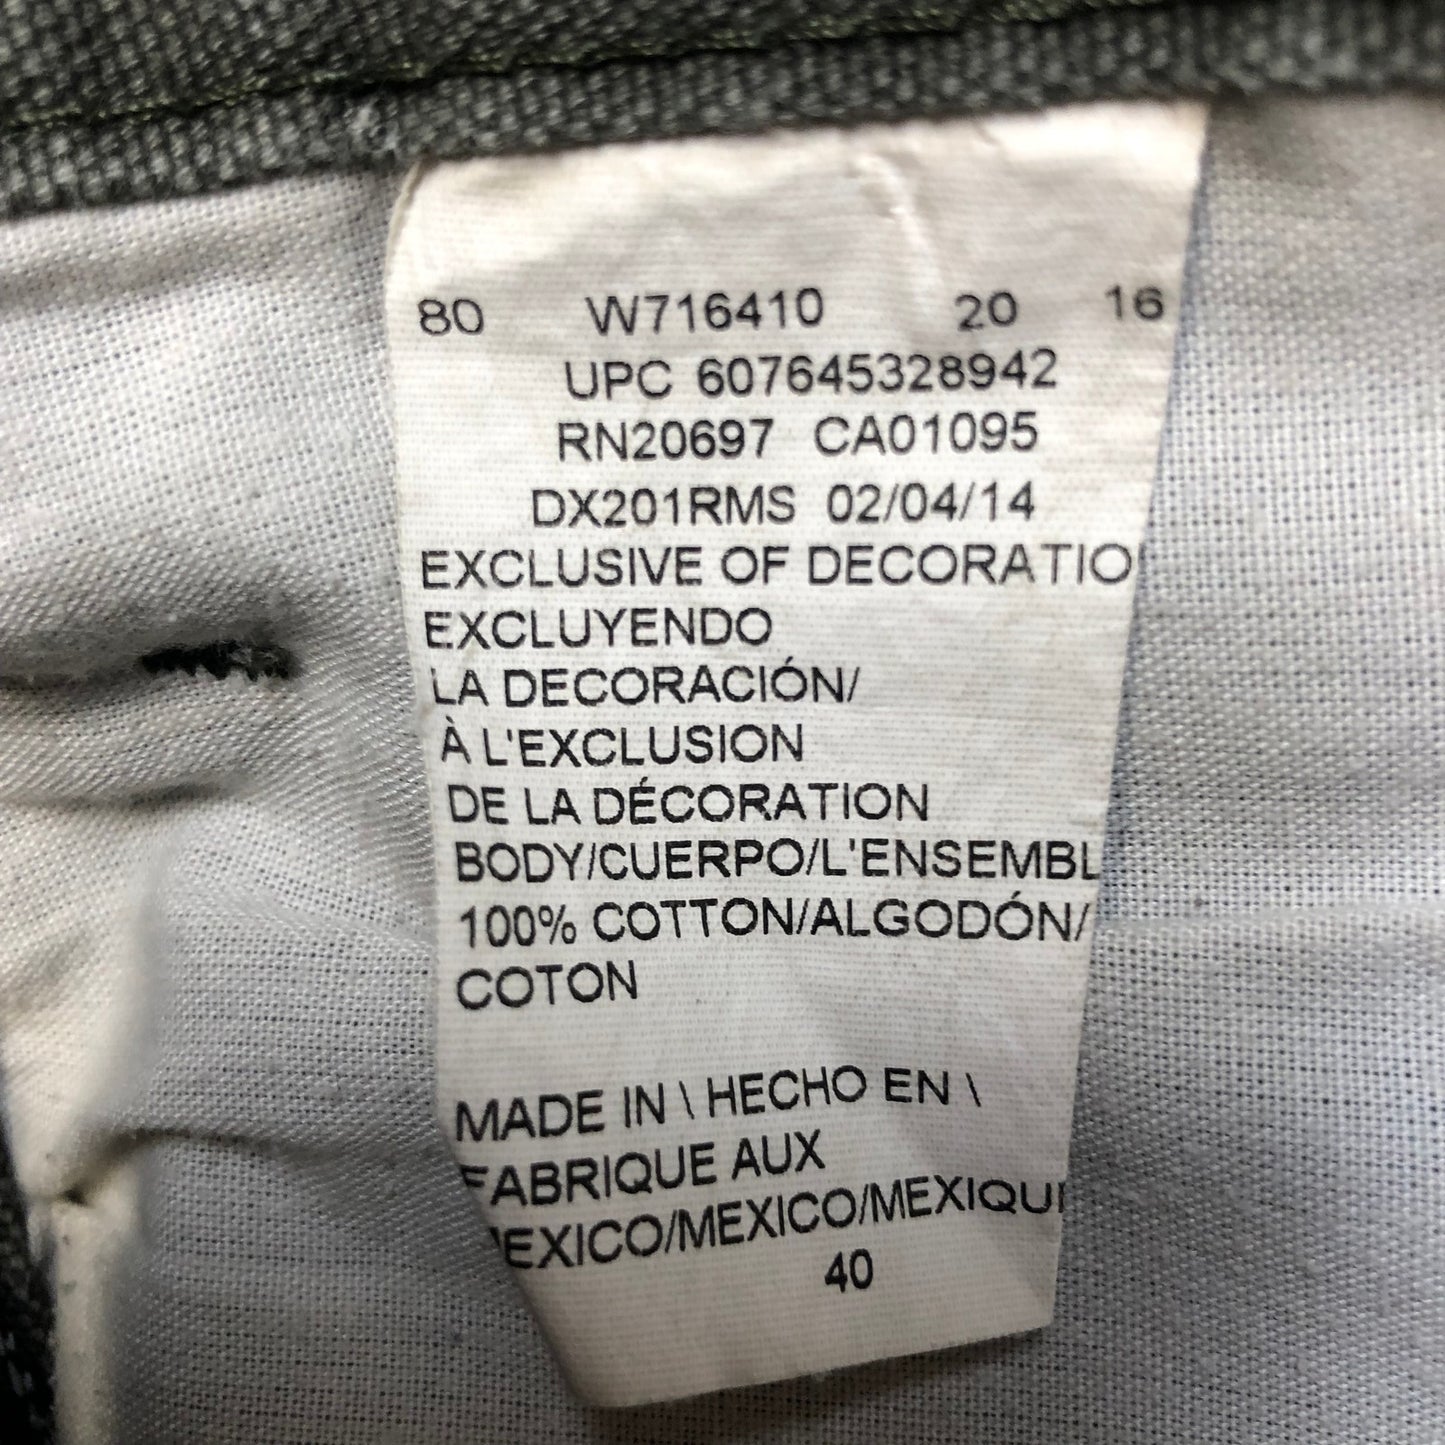 80 W716410 20 16
UPC 607645328942
RN20697 CA01095
DX201RMS 02/04/14
EXCLUSIVE OF DECORATIO
EXCLUYENDO
LA DECORACIÓN/
À L'EXCLUSION
DE LA DÉCORATION
BODY/CUERPO/L'ENSEMBL
100% COTTON/ALGODÓN/
COTON
MADE IN \ HECHO EN \
FABRIQUE AUX
MEXICO/MEXICO/MEXIQU
40